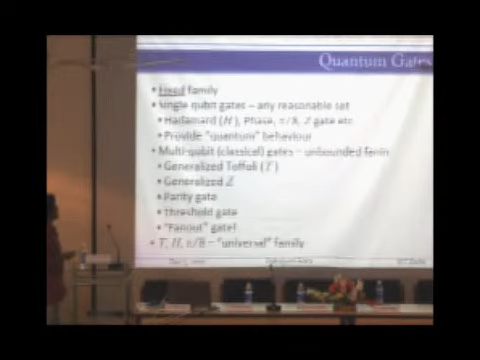 Quantum Gates
• Fixed family
• Single qubit gates – any reasonable set
• Hadamard (H), Phase, π/8, Z gate etc
• Provide "quantum" behaviour
• Multi-qubit (classical) gates – unbounded fanin
• Generalized Toffoli (T)
• Generalized Z
• Parity gate
• Threshold gate
• "Fanout" gate!
• T, H, π/8 – "universal" family